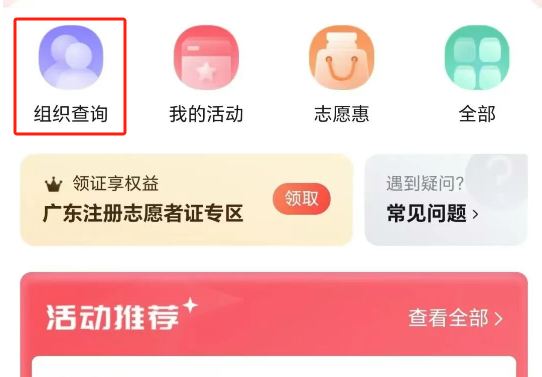 组织查询
我的活动
志愿惠
全部
领证享权益
广东注册志愿者证专区
领取
遇到疑问?
常见问题 >
活动推荐
查看全部 >